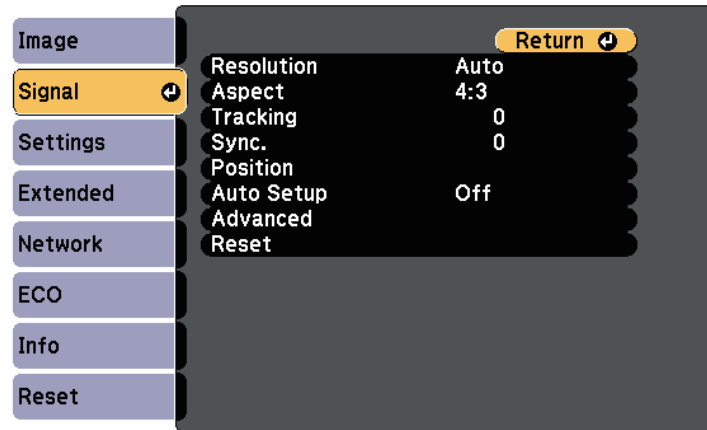 Image
Signal
Settings
Extended
Network
ECO
Info
Reset
Return
Resolution Auto
Aspect 4:3
Tracking 0
Sync. 0
Position
Auto Setup Off
Advanced
Reset